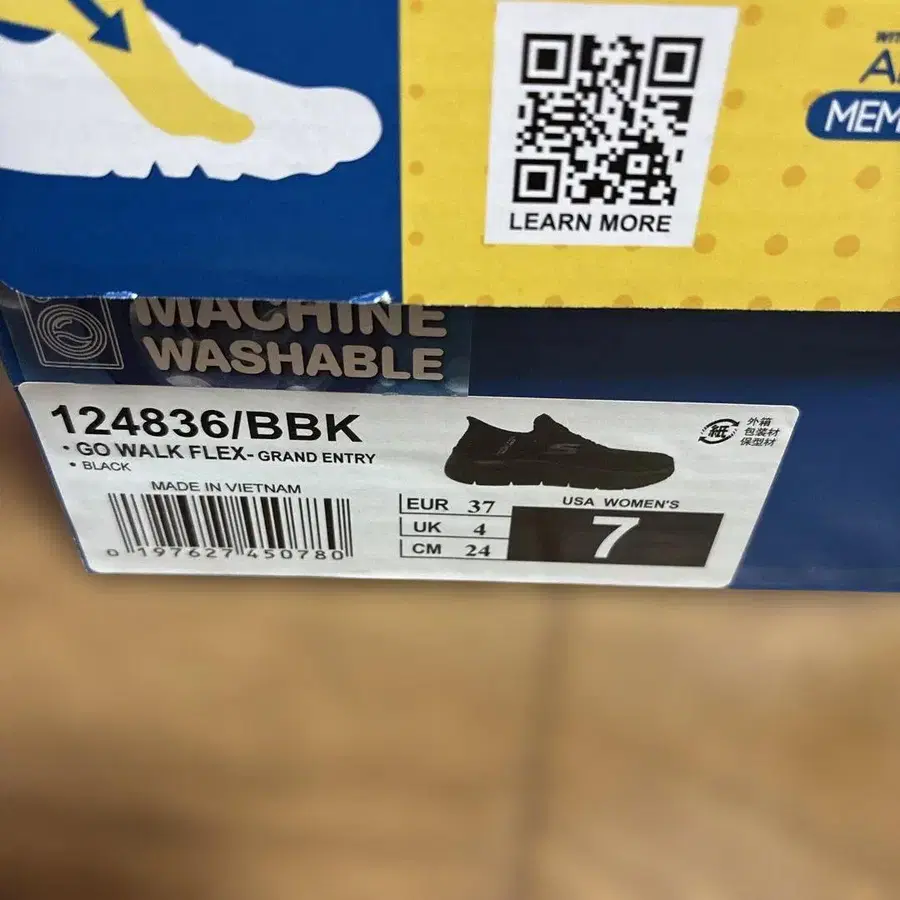 LEARN MORE
MACHINE
WASHABLE
124836/BBK
• GO WALK FLEX- GRAND ENTRY
• BLACK
MADE IN VIETNAM
0 197627 450780
EUR 37
UK 4
CM 24
USA WOMEN'S
7
紙
外箱
包裝材
保型材